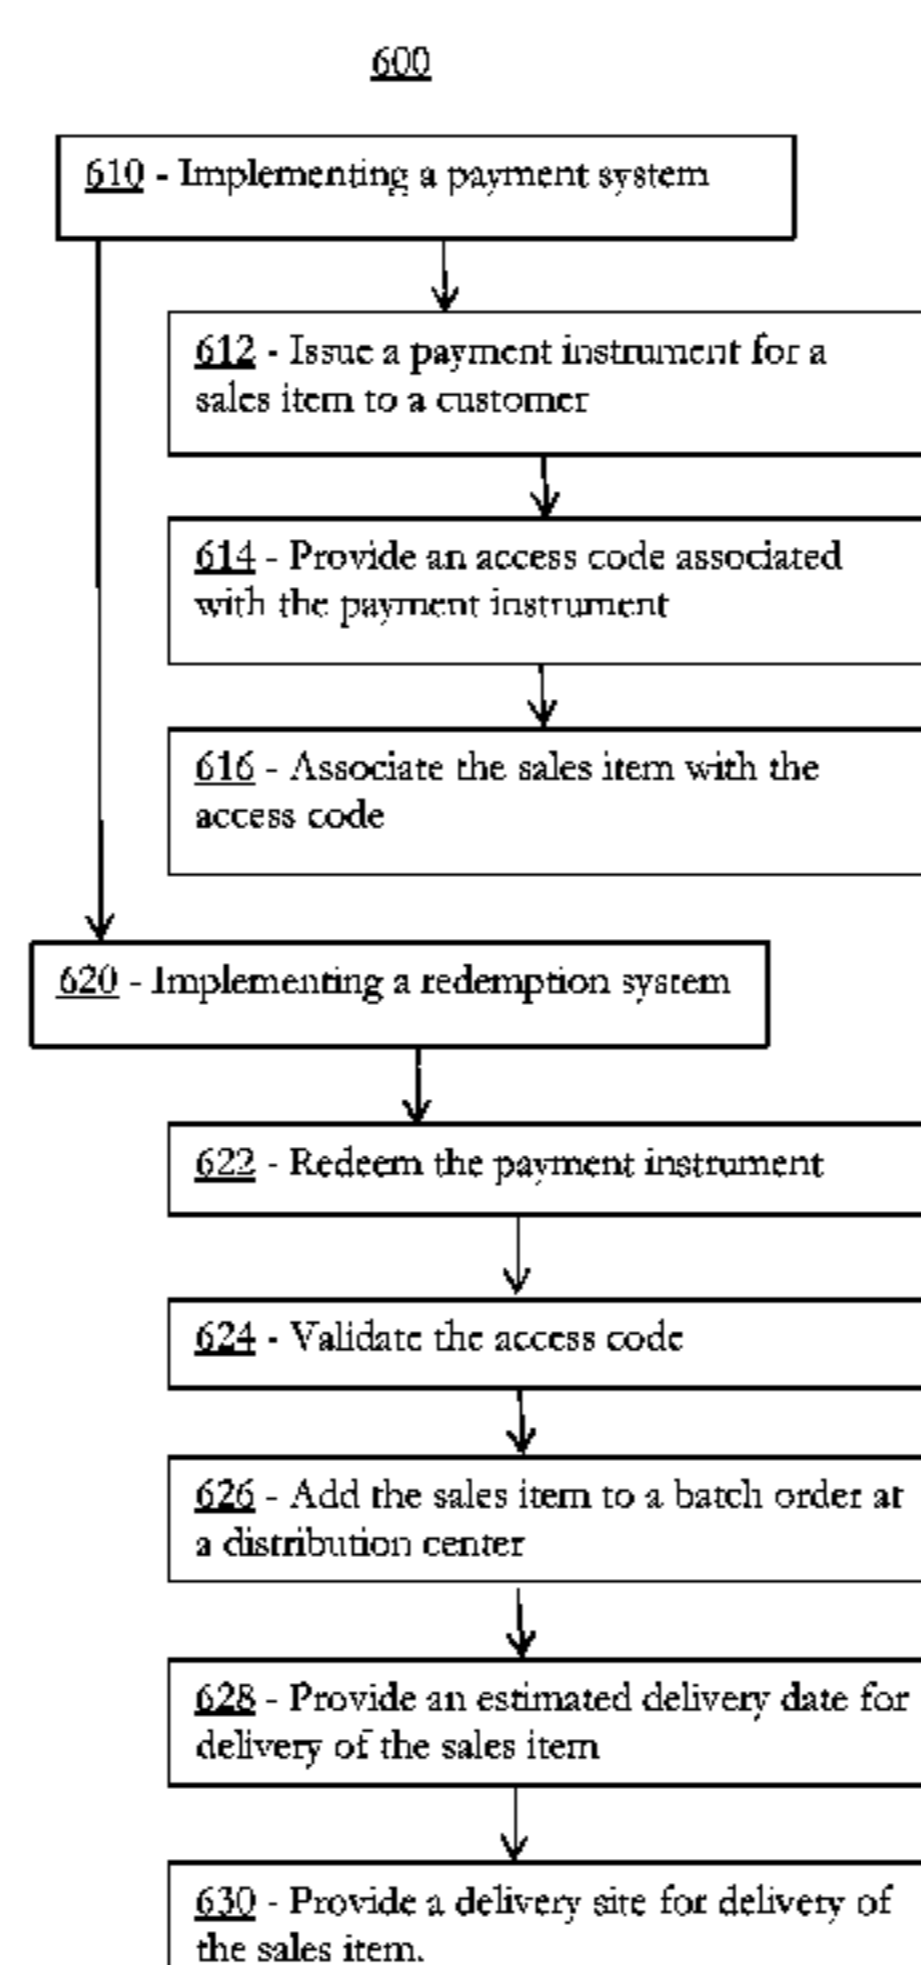 600
610 - Implementing a payment system
612 - Issue a payment instrument for a
sales item to a customer
614 - Provide an access code associated
with the payment instrument
616 - Associate the sales item with the
access code
620 - Implementing a redemption system
622 - Redeem the payment instrument
624 - Validate the access code
626 - Add the sales item to a batch order at
a distribution center
628 - Provide an estimated delivery date for
delivery of the sales item
630 - Provide a delivery site for delivery of
the sales item.